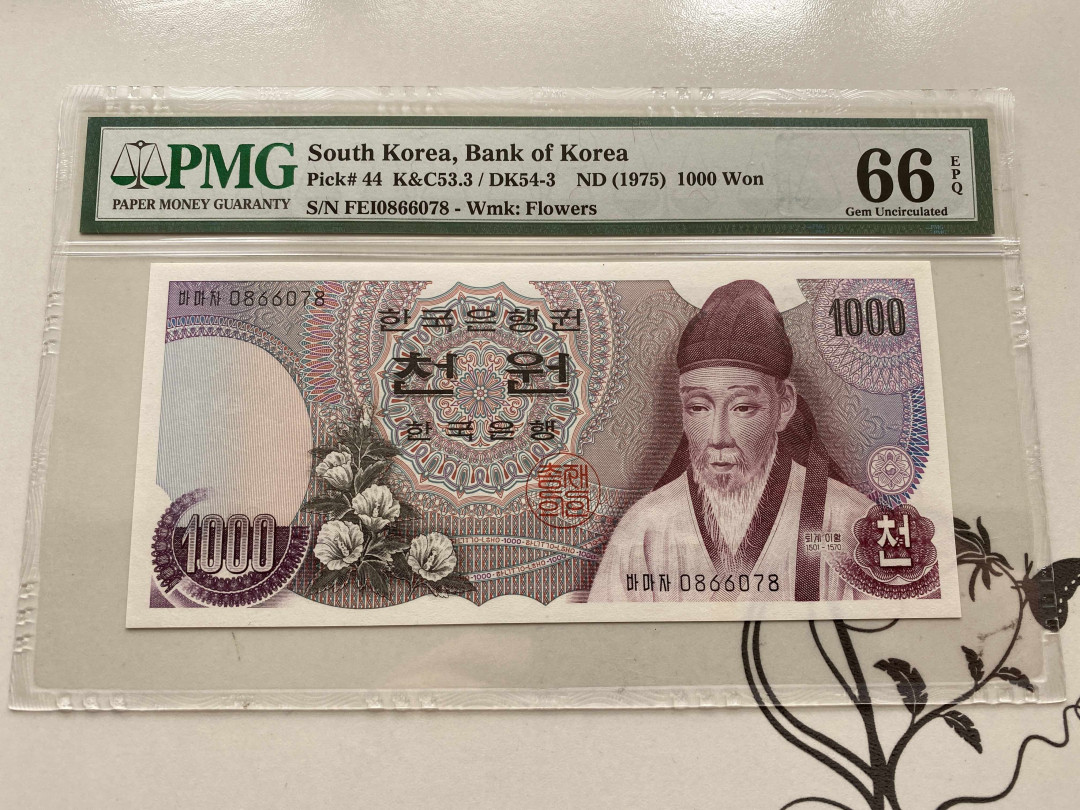 PMG
PAPER MONEY GUARANTY
South Korea, Bank of Korea
Pick# 44 K&C53.3 / DK54-3 ND (1975) 1000 Won
S/N FEI0866078 - Wmk: Flowers
66
EPQ
Gem Uncirculated
바마자 0866078
한국은행권
천 원
한국은행
1000
1000
퇴계 이황
1501 - 1570
천
바마자 0866078